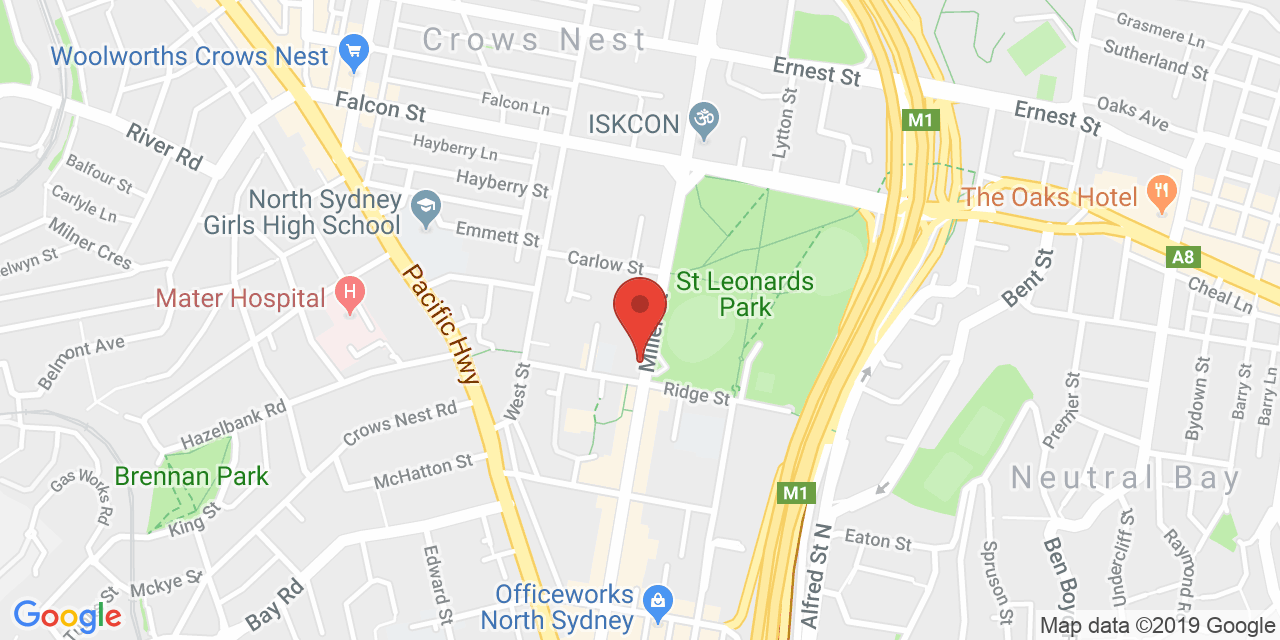 Grasmere Ln
Crows Nest
Sutherland St
Woolworths Crows Nest
Ernest St
Falcon St
Falcon Ln
Lytton St
Oaks Ave
Ernest St
M1
ISKCON
River Rd
Hayberry Ln
Balfour St
Hayberry St
Carlyle Ln
North Sydney
Girls High School
The Oaks Hotel
Milner Cres
Emmett St
elwyn St
Carlow St
A8
Bent St
Cheal Ln
St Leonards
Park
Mater Hospital
Pacific Hwy
Mille
Belmont Ave
West St
Ridge St
Premier St
Bydown St
Barry St
Barry Ln
Hazelbank Rd
Crows Nest Rd
Brennan Park
McHatton St
Gas Works Rd
Neutral Bay
M1
King St
Alfred St N
Eaton St
Undercliff St
Raymond R
Ben Boy
Spruson St
Mckye St
Edward St
Bay Rd
Officeworks
North Sydney
Google
Map data ©2019 Google